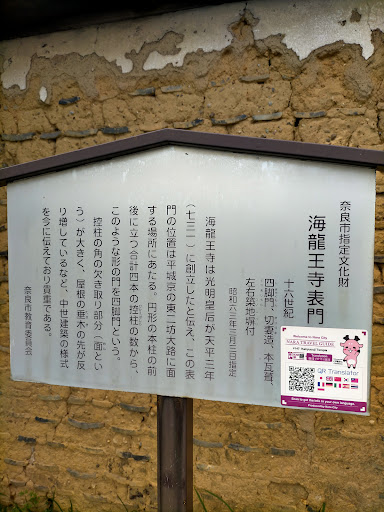 奈良市指定文化財
海龍王寺表門
十六世紀
四脚門、切妻造、本瓦葺、
左右築地塀付
昭和六三年三月三日指定
海龍王寺は光明皇后が天平三年
(七三一)に創立したと伝え、この表
門の位置は平城京の東二坊大路に面
する場所にあたる。円形の本柱の前
後に立つ合計四本の控柱の数から、
このような形の門を四脚門という。
控柱の角の欠き取り部分(面とい
う)が大きく、屋根の垂木の先が反
り増しているなど、中世建築の様式
を今に伝えており貴重である。
奈良市教育委員会
Welcome to Nara City
NARA TRAVEL GUIDE
QR Translator